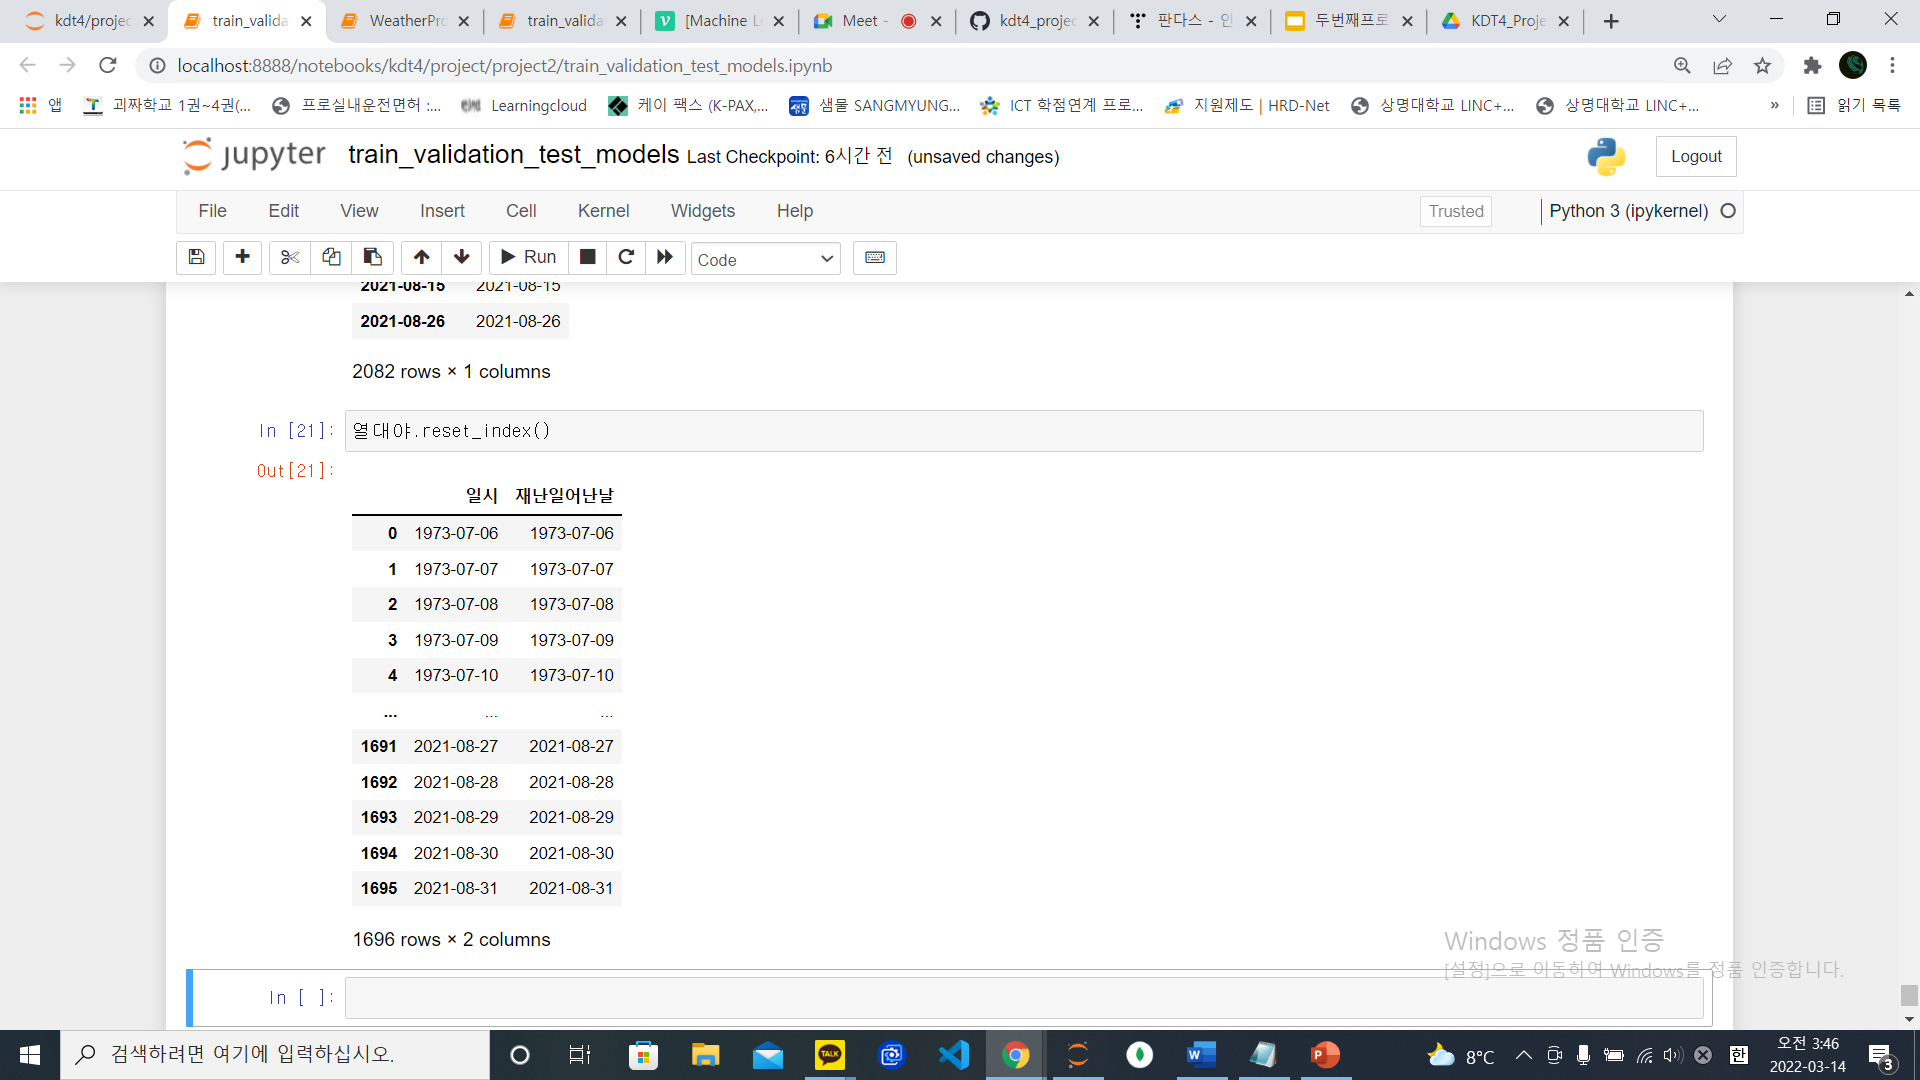 kdt4/projec
train_valida
WeatherPro
train_valida
[Machine Le
Meet -
kdt4_projec
판다스 - 인
두번째프로
KDT4_Proje
localhost:8888/notebooks/kdt4/project/project2/train_validation_test_models.ipynb
앱 괴짜학교 1권~4권(... 프로실내운전면허 :... Learningcloud 케이 팩스 (K-PAX,... 샘물 SANGMYUNG... ICT 학점연계 프로... 지원제도 | HRD-Net 상명대학교 LINC+... 상명대학교 LINC+... » 읽기 목록
jupyter train_validation_test_models Last Checkpoint: 6시간 전 (unsaved changes) Logout
File Edit View Insert Cell Kernel Widgets Help Trusted Python 3 (ipykernel)
Run Code
2021-08-15 2021-08-15
2021-08-26 2021-08-26
2082 rows × 1 columns
In [21]: 열대야.reset_index()
Out[21]:
일시 재난일어난날
0 1973-07-06 1973-07-06
1 1973-07-07 1973-07-07
2 1973-07-08 1973-07-08
3 1973-07-09 1973-07-09
4 1973-07-10 1973-07-10
... ... ...
1691 2021-08-27 2021-08-27
1692 2021-08-28 2021-08-28
1693 2021-08-29 2021-08-29
1694 2021-08-30 2021-08-30
1695 2021-08-31 2021-08-31
1696 rows × 2 columns
Windows 정품 인증
[설정]으로 이동하여 Windows를 정품 인증합니다.
In [ ]:
검색하려면 여기에 입력하십시오.
TALK
8°C
한
오전 3:46
2022-03-14
3